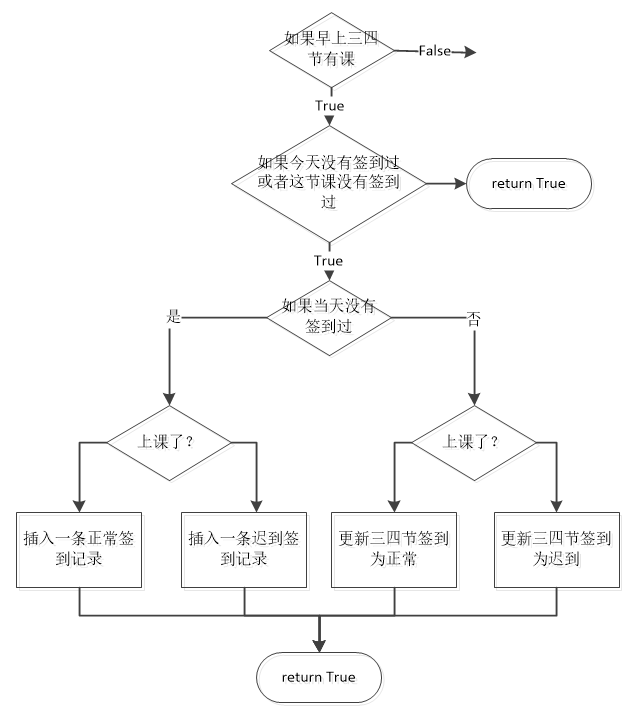 如果早上三四
节有课
False
True
如果今天没有签到过
或者这节课没有签到
过
return True
True
如果当天没有
签到过
是
否
上课了？
上课了？
插入一条正常签
到记录
插入一条迟到签
到记录
更新三四节签到
为正常
更新三四节签到
为迟到
return True